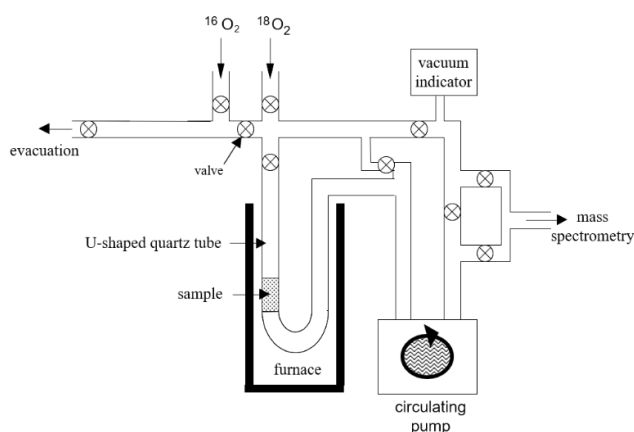 ¹⁶O₂
¹⁸O₂
vacuum
indicator
evacuation
valve
mass
spectrometry
U-shaped quartz tube
sample
furnace
circulating
pump